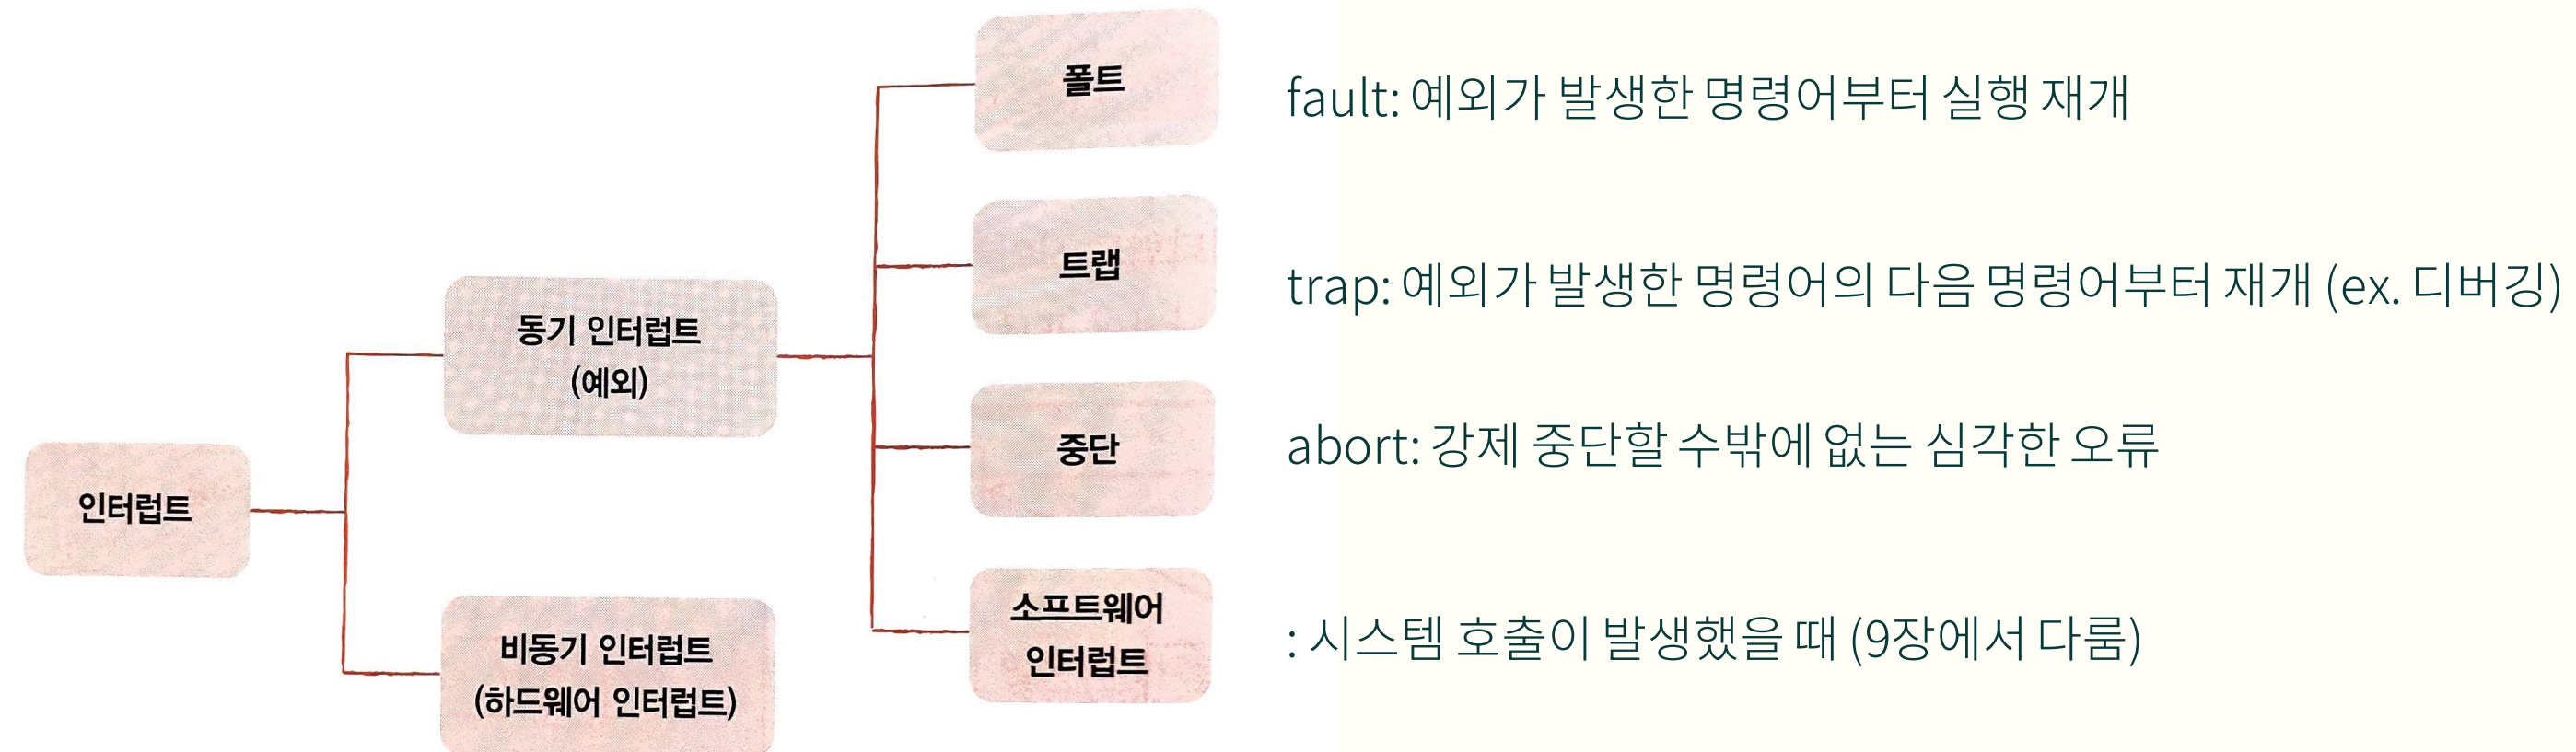 폴트
fault: 예외가 발생한 명령어부터 실행 재개
트랩
trap: 예외가 발생한 명령어의 다음 명령어부터 재개 (ex. 디버깅)
동기 인터럽트
(예외)
중단
abort: 강제 중단할 수밖에 없는 심각한 오류
인터럽트
소프트웨어
인터럽트
: 시스템 호출이 발생했을 때 (9장에서 다룸)
비동기 인터럽트
(하드웨어 인터럽트)